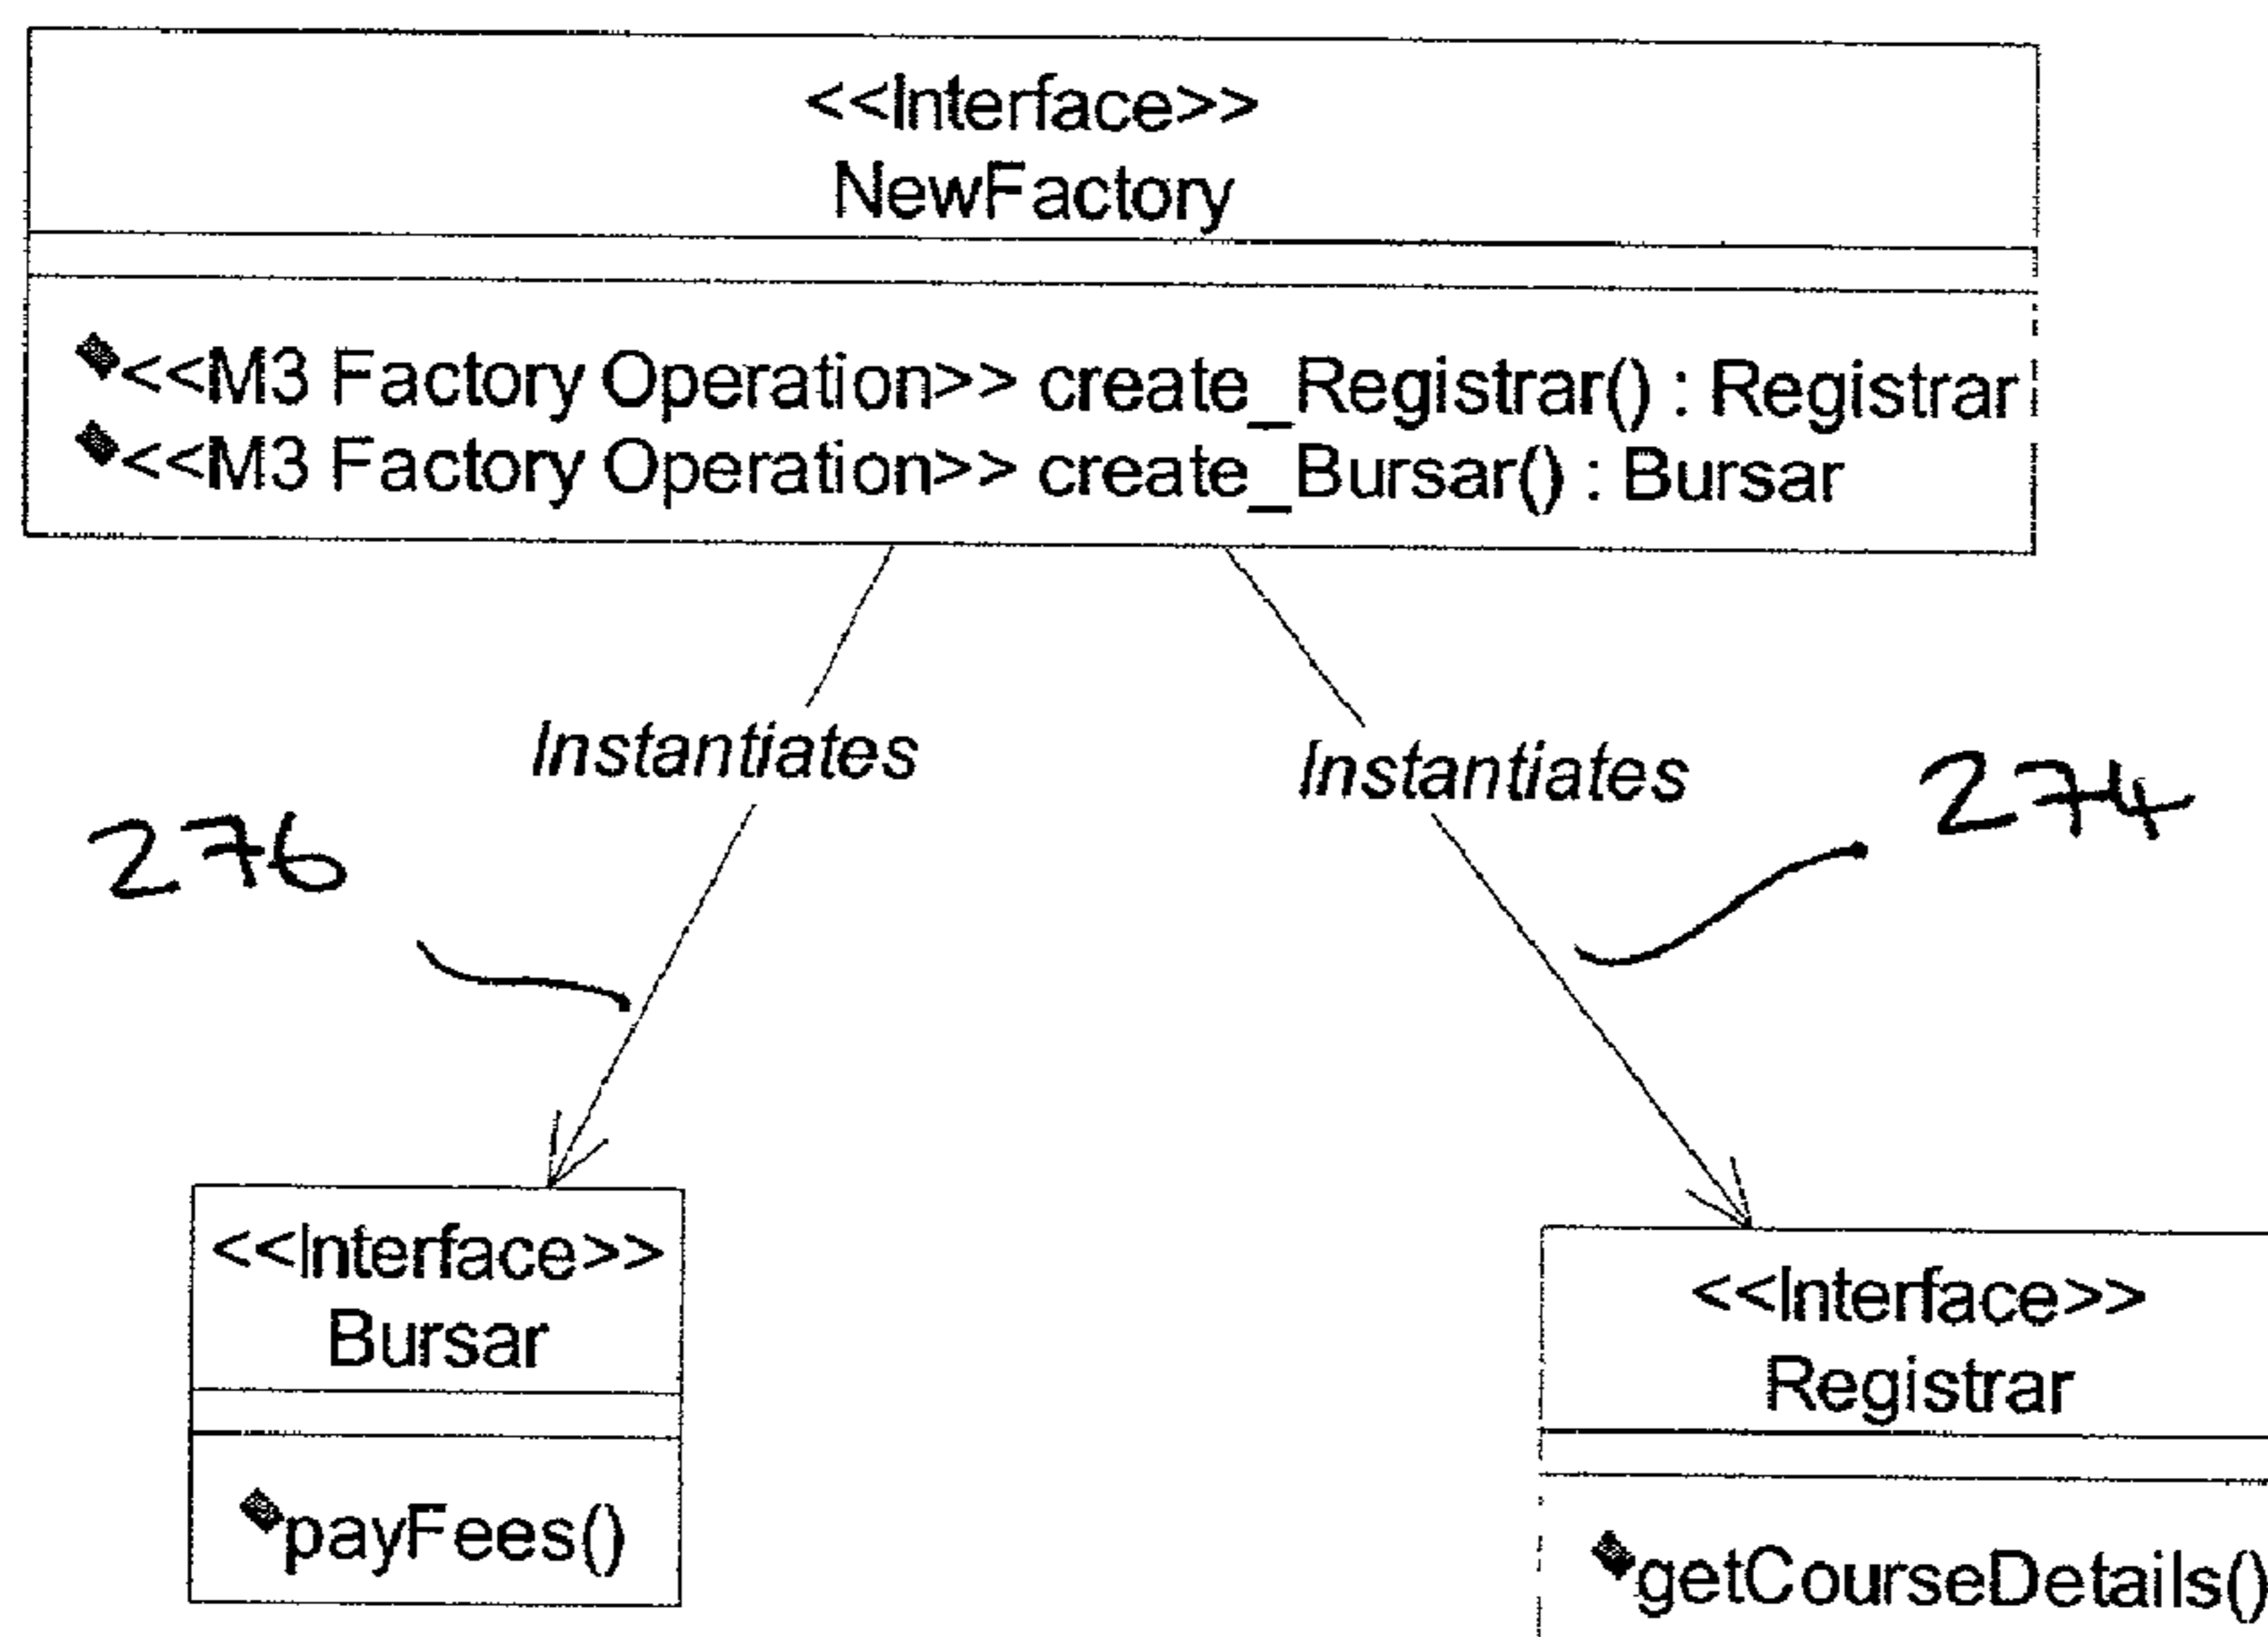 <<Interface>>
NewFactory
<<M3 Factory Operation>> create_Registrar() : Registrar
<<M3 Factory Operation>> create_Bursar() : Bursar
Instantiates
Instantiates
274
276
<<Interface>>
Bursar
payFees()
<<Interface>>
Registrar
getCourseDetails()